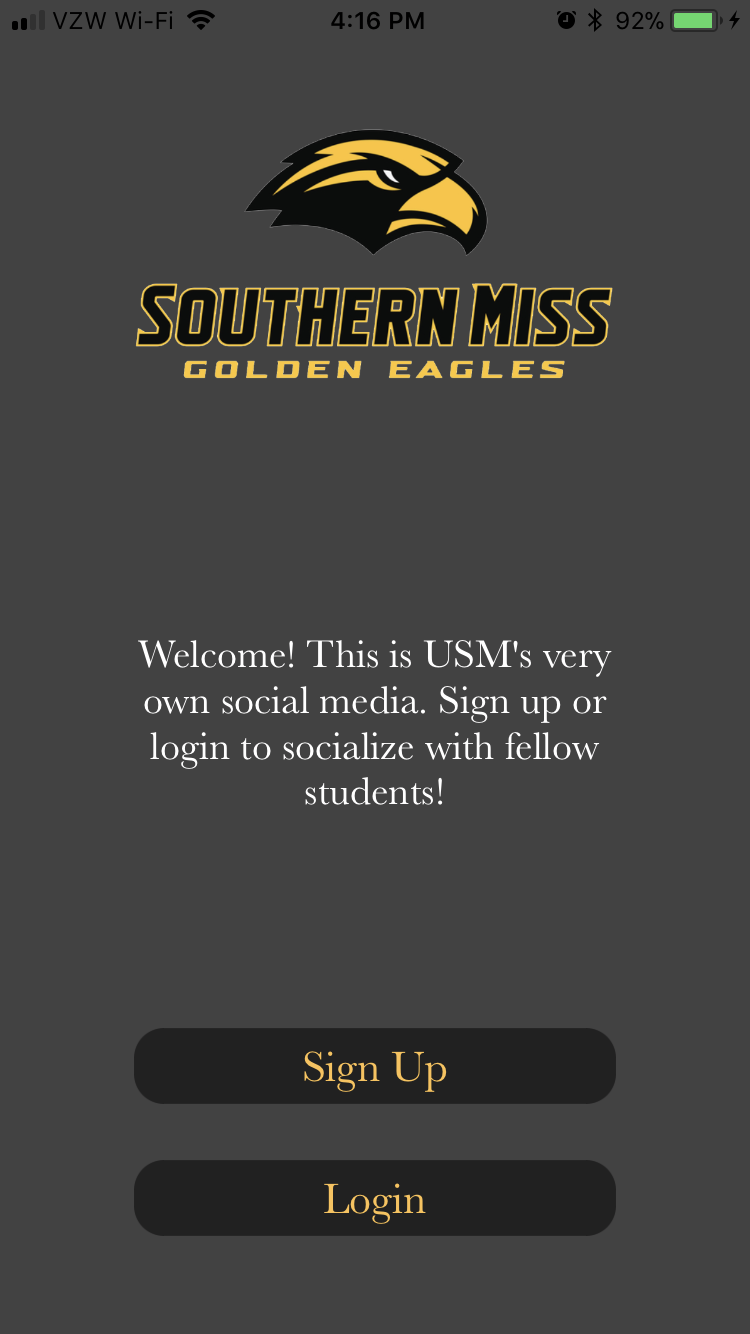 VZW Wi-Fi 4:16 PM 92%
SOUTHERN MISS
GOLDEN EAGLES
Welcome! This is USM's very
own social media. Sign up or
login to socialize with fellow
students!
Sign Up
Login